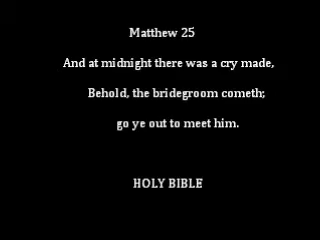 Matthew 25
And at midnight there was a cry made,
Behold, the bridegroom cometh;
go ye out to meet him.
HOLY BIBLE